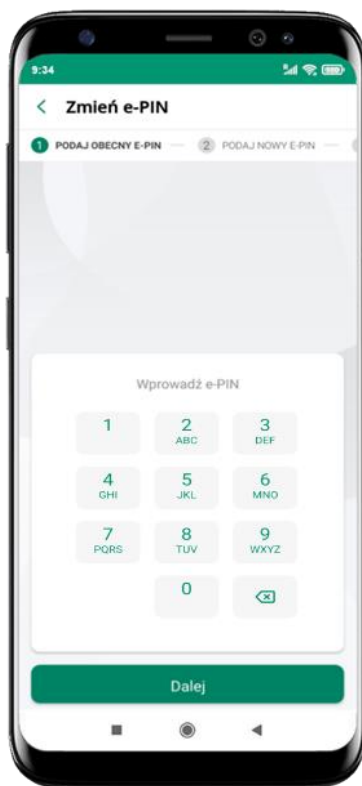 9:34
Zmień e-PIN
1 PODAJ OBECNY E-PIN — 2 PODAJ NOWY E-PIN —
Wprowadź e-PIN
1 2 3
ABC DEF
4 5 6
GHI JKL MNO
7 8 9
PQRS TUV WXYZ
0
Dalej